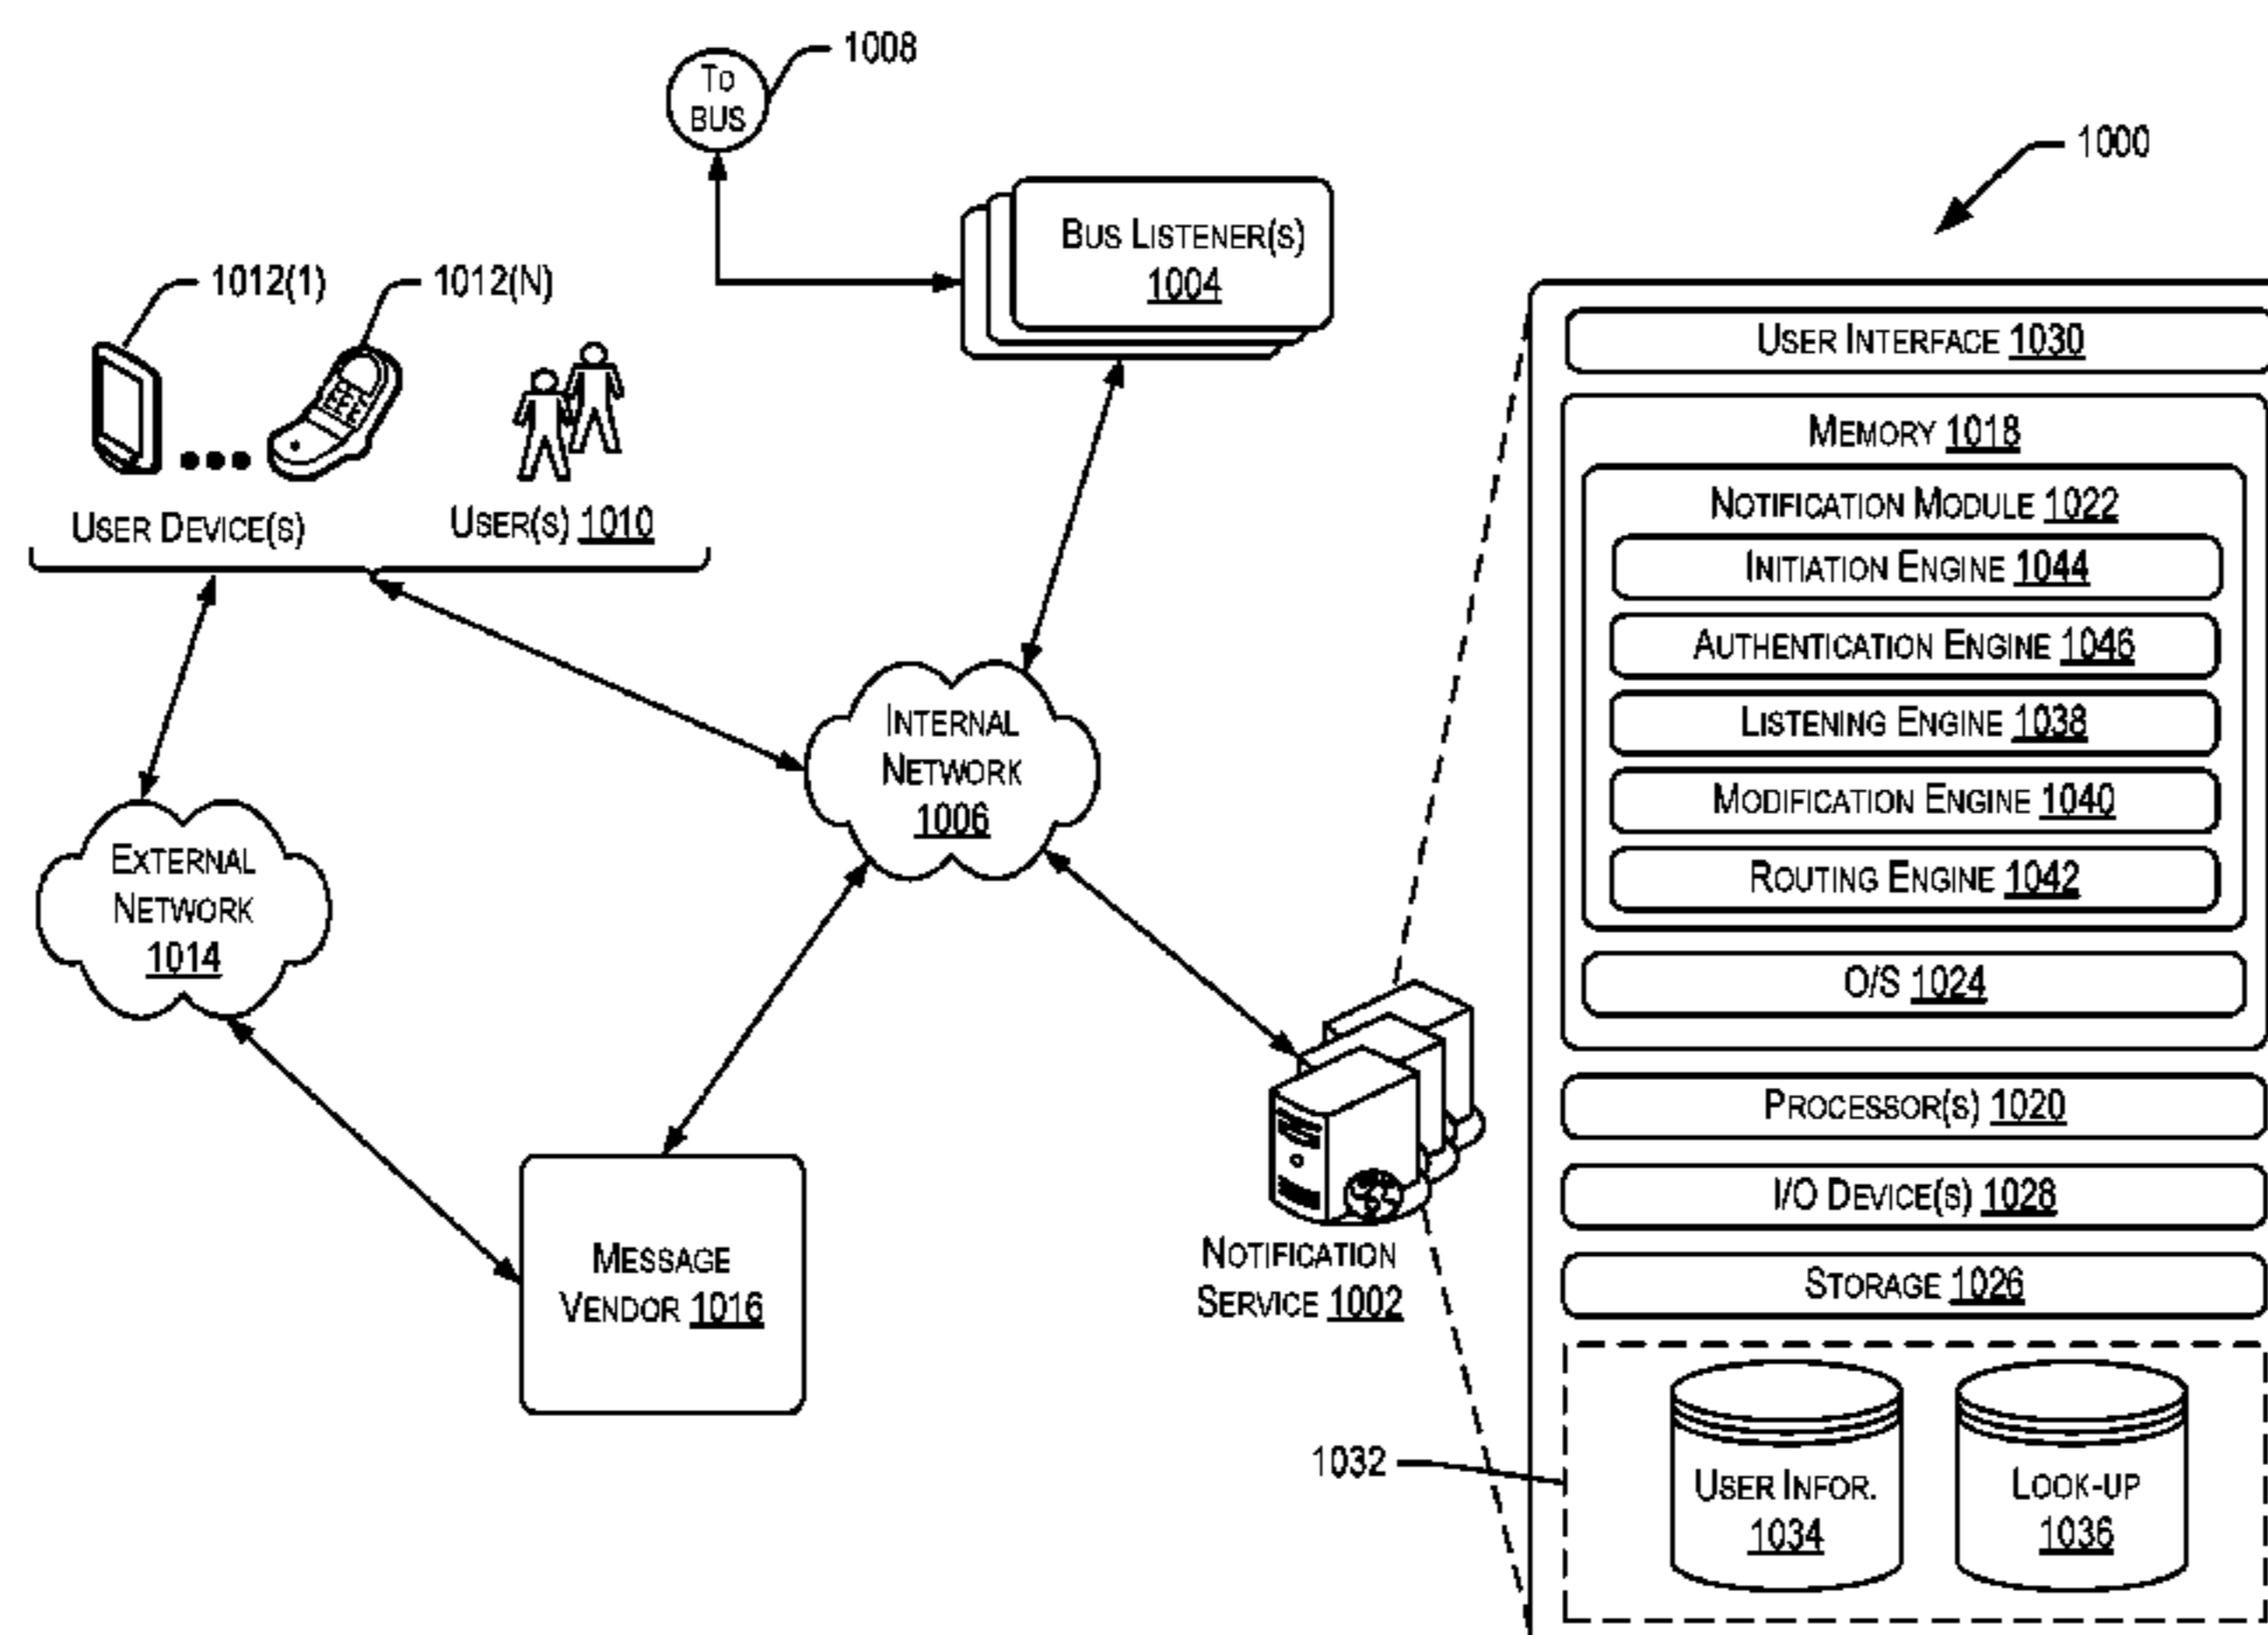 1008
To
BUS
1000
BUS LISTENER(S)
1004
1012(1)
1012(N)
USER DEVICE(S)
USER(S) 1010
INTERNAL
NETWORK
1006
EXTERNAL
NETWORK
1014
MESSAGE
VENDOR 1016
NOTIFICATION
SERVICE 1002
USER INTERFACE 1030
MEMORY 1018
NOTIFICATION MODULE 1022
INITIATION ENGINE 1044
AUTHENTICATION ENGINE 1046
LISTENING ENGINE 1038
MODIFICATION ENGINE 1040
ROUTING ENGINE 1042
O/S 1024
PROCESSOR(S) 1020
I/O DEVICE(S) 1028
STORAGE 1026
1032
USER INFOR.
1034
LOOK-UP
1036